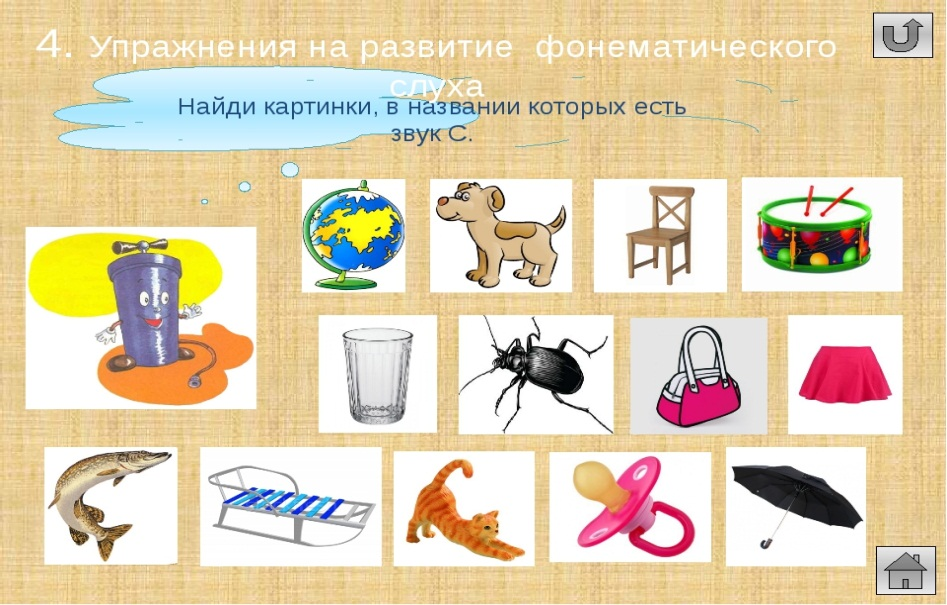 4. Упражнения на развитие фонематического
слуха
Найди картинки, в названии которых есть
звук С.